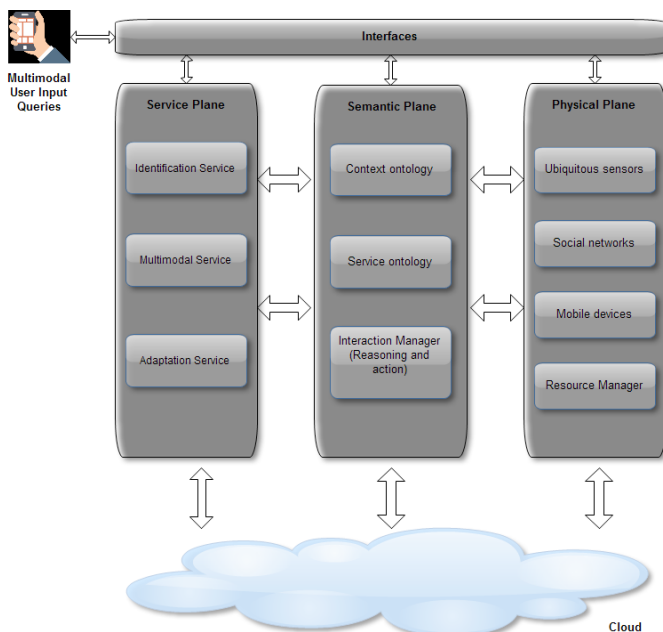 Interfaces
Multimodal
User Input
Queries
Service Plane
Identification Service
Multimodal Service
Adaptation Service
Semantic Plane
Context ontology
Service ontology
Interaction Manager
(Reasoning and
action)
Physical Plane
Ubiquitous sensors
Social networks
Mobile devices
Resource Manager
Cloud